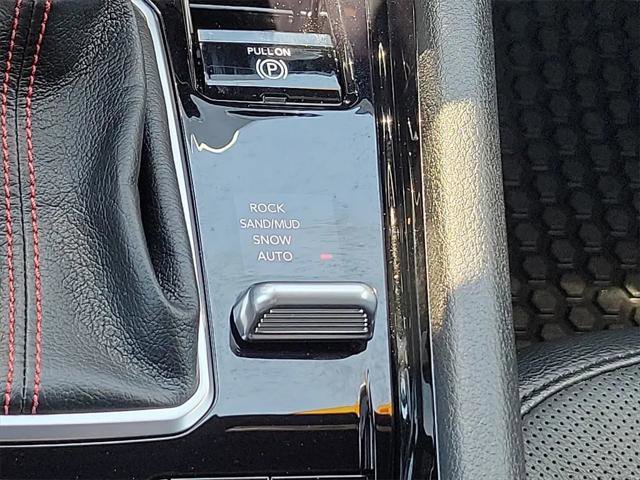 PULL ON
P
ROCK
SAND/MUD
SNOW
AUTO